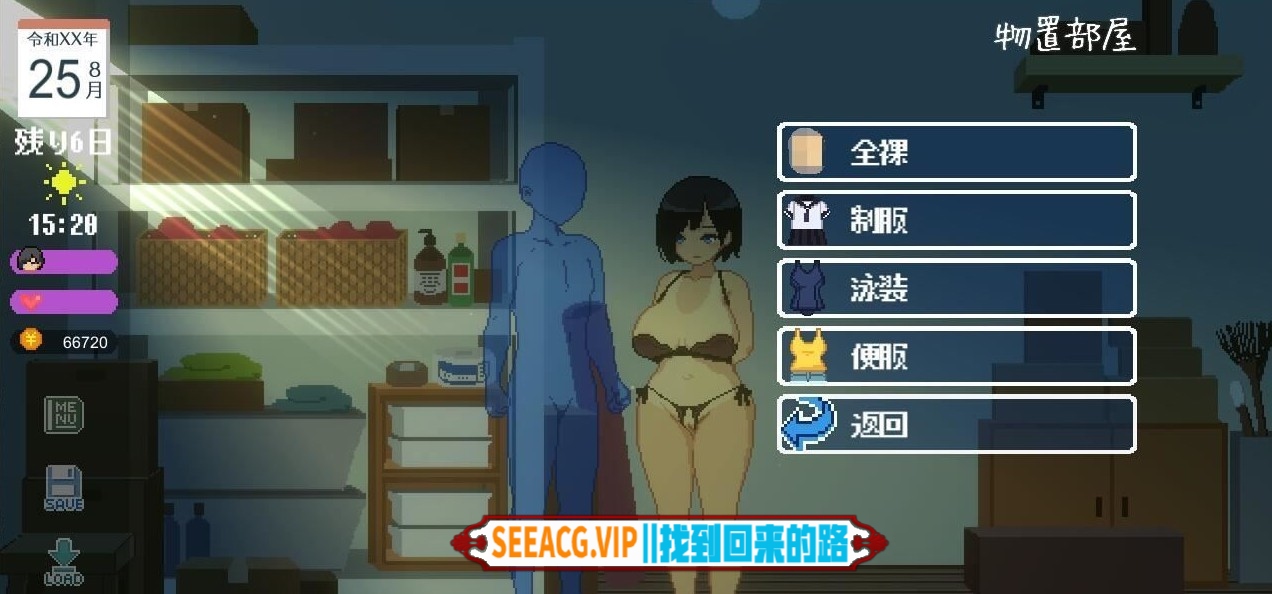 令和XX年
25 8月
残り6日
15:20
66720
MENU
SAVE
LOAD
物置部屋
全裸
制服
泳装
便服
返回
SEEACG.VIP||找到回来的路